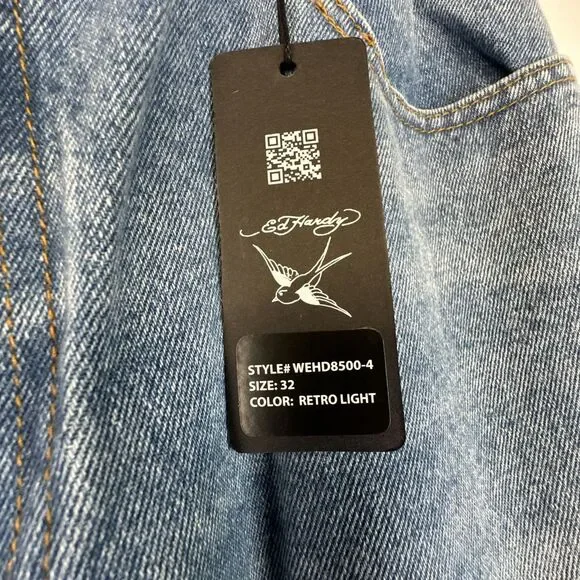 Ed Hardy
STYLE# WEHD8500-4
SIZE: 32
COLOR: RETRO LIGHT